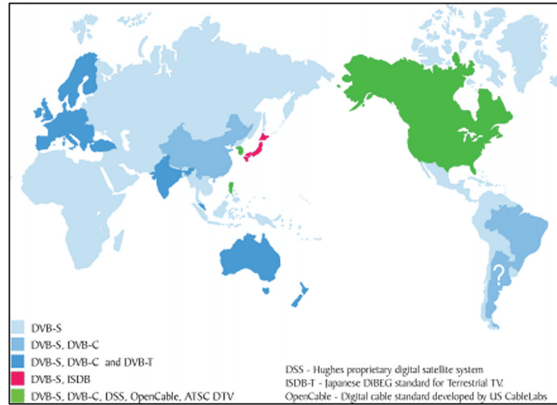 ?
DVB-S
DVB-S, DVB-C
DVB-S, DVB-C and DVB-T
DVB-S, ISDB
DVB-S, DVB-C, DSS, OpenCable, ATSC DTV
DSS - Hughes proprietary digital satellite system
ISDB-T - Japanese DiBEG standard for Terrestrial TV.
OpenCable - Digital cable standard developed by US CableLabs